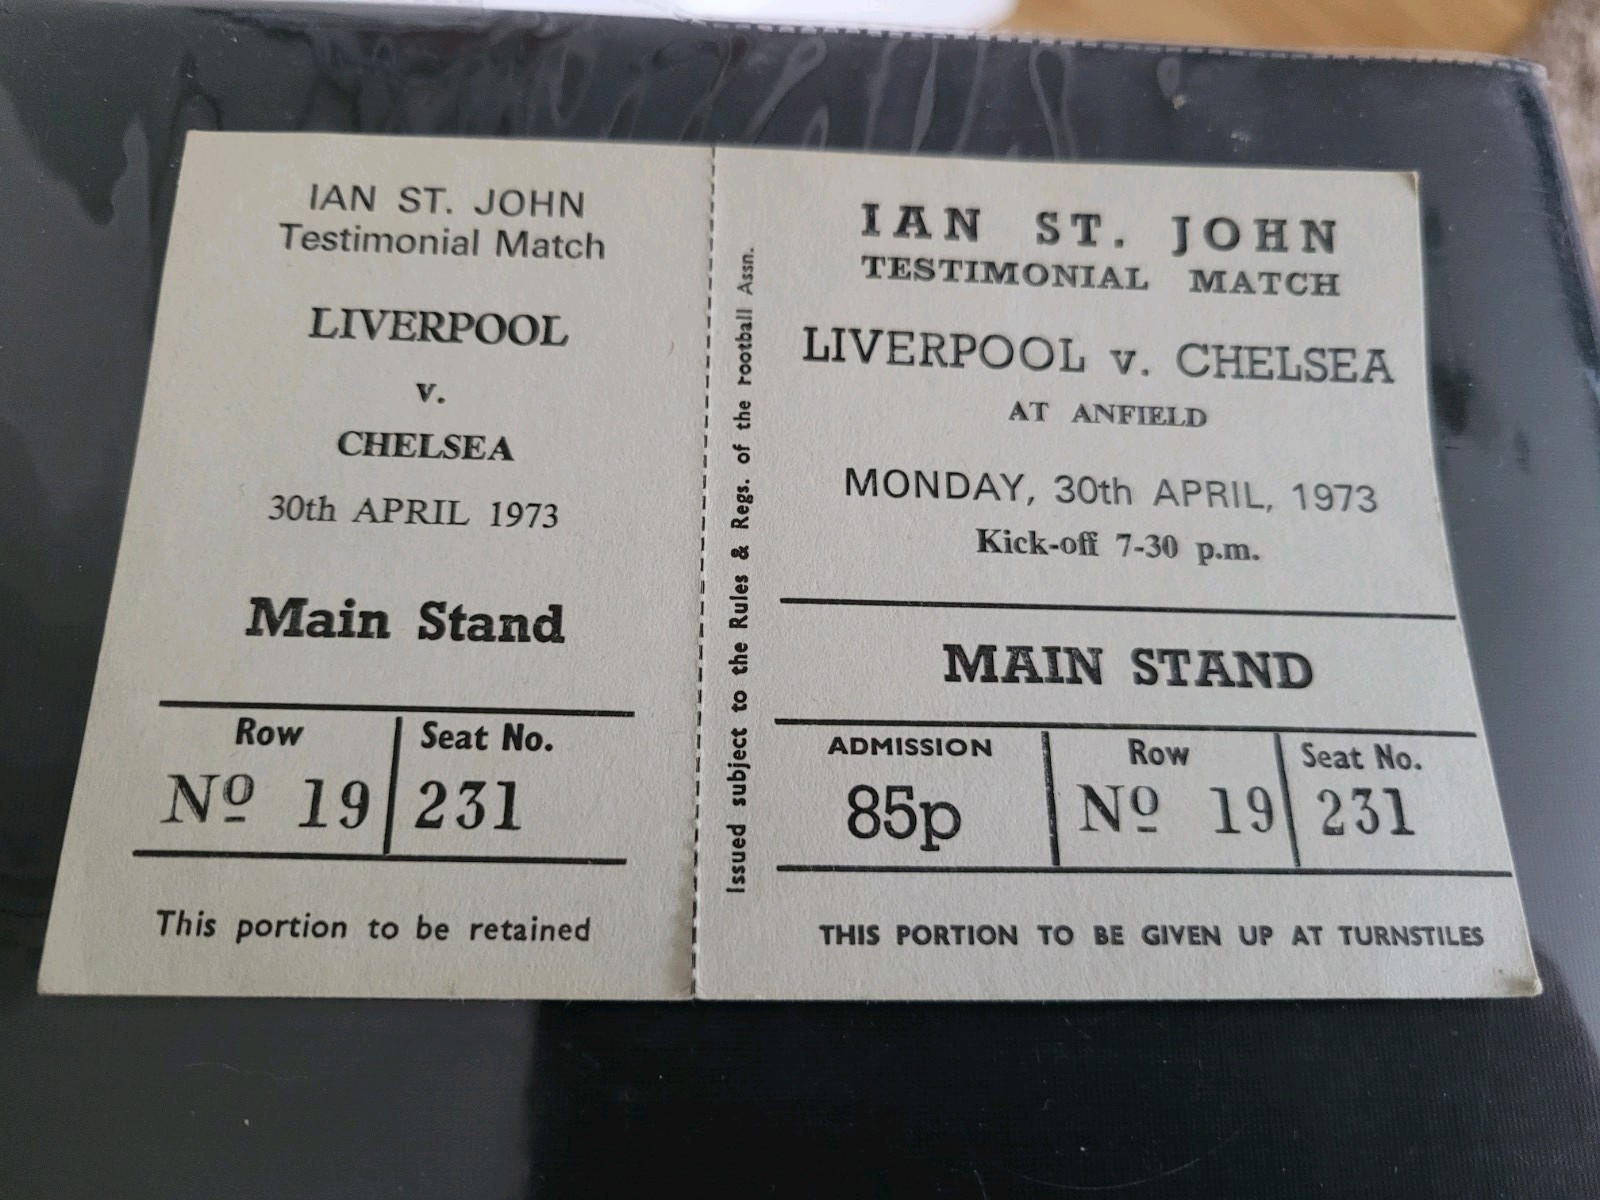 IAN ST. JOHN
Testimonial Match
LIVERPOOL
v.
CHELSEA
30th APRIL 1973
Main Stand
Row
Seat No.
Nº 19
231
This portion to be retained
Issued subject to the Rules & Regs. of the Football Assn.
IAN ST. JOHN
TESTIMONIAL MATCH
LIVERPOOL v. CHELSEA
AT ANFIELD
MONDAY, 30th APRIL, 1973
Kick-off 7-30 p.m.
MAIN STAND
ADMISSION
Row
Seat No.
85p
Nº 19
231
THIS PORTION TO BE GIVEN UP AT TURNSTILES